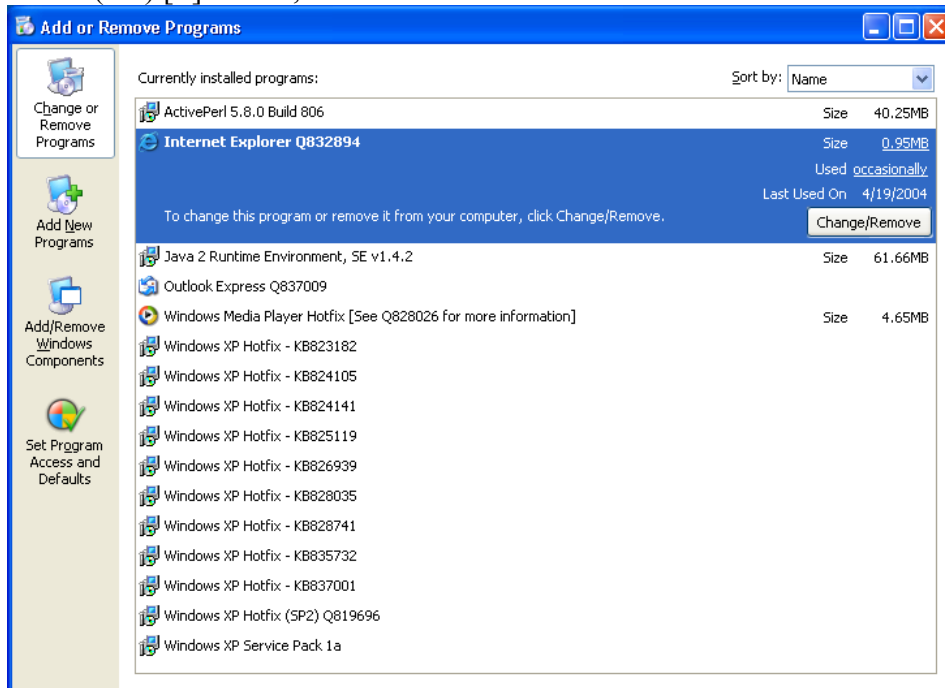 Add or Remove Programs
Change or
Remove
Programs
Add New
Programs
Add/Remove
Windows
Components
Set Program
Access and
Defaults
Currently installed programs:
Sort by: Name
ActivePerl 5.8.0 Build 806 Size 40.25MB
Internet Explorer Q832894 Size 0.95MB
Used occasionally
Last Used On 4/19/2004
To change this program or remove it from your computer, click Change/Remove. Change/Remove
Java 2 Runtime Environment, SE v1.4.2 Size 61.66MB
Outlook Express Q837009
Windows Media Player Hotfix [See Q828026 for more information] Size 4.65MB
Windows XP Hotfix - KB823182
Windows XP Hotfix - KB824105
Windows XP Hotfix - KB824141
Windows XP Hotfix - KB825119
Windows XP Hotfix - KB826939
Windows XP Hotfix - KB828035
Windows XP Hotfix - KB828741
Windows XP Hotfix - KB835732
Windows XP Hotfix - KB837001
Windows XP Hotfix (SP2) Q819696
Windows XP Service Pack 1a